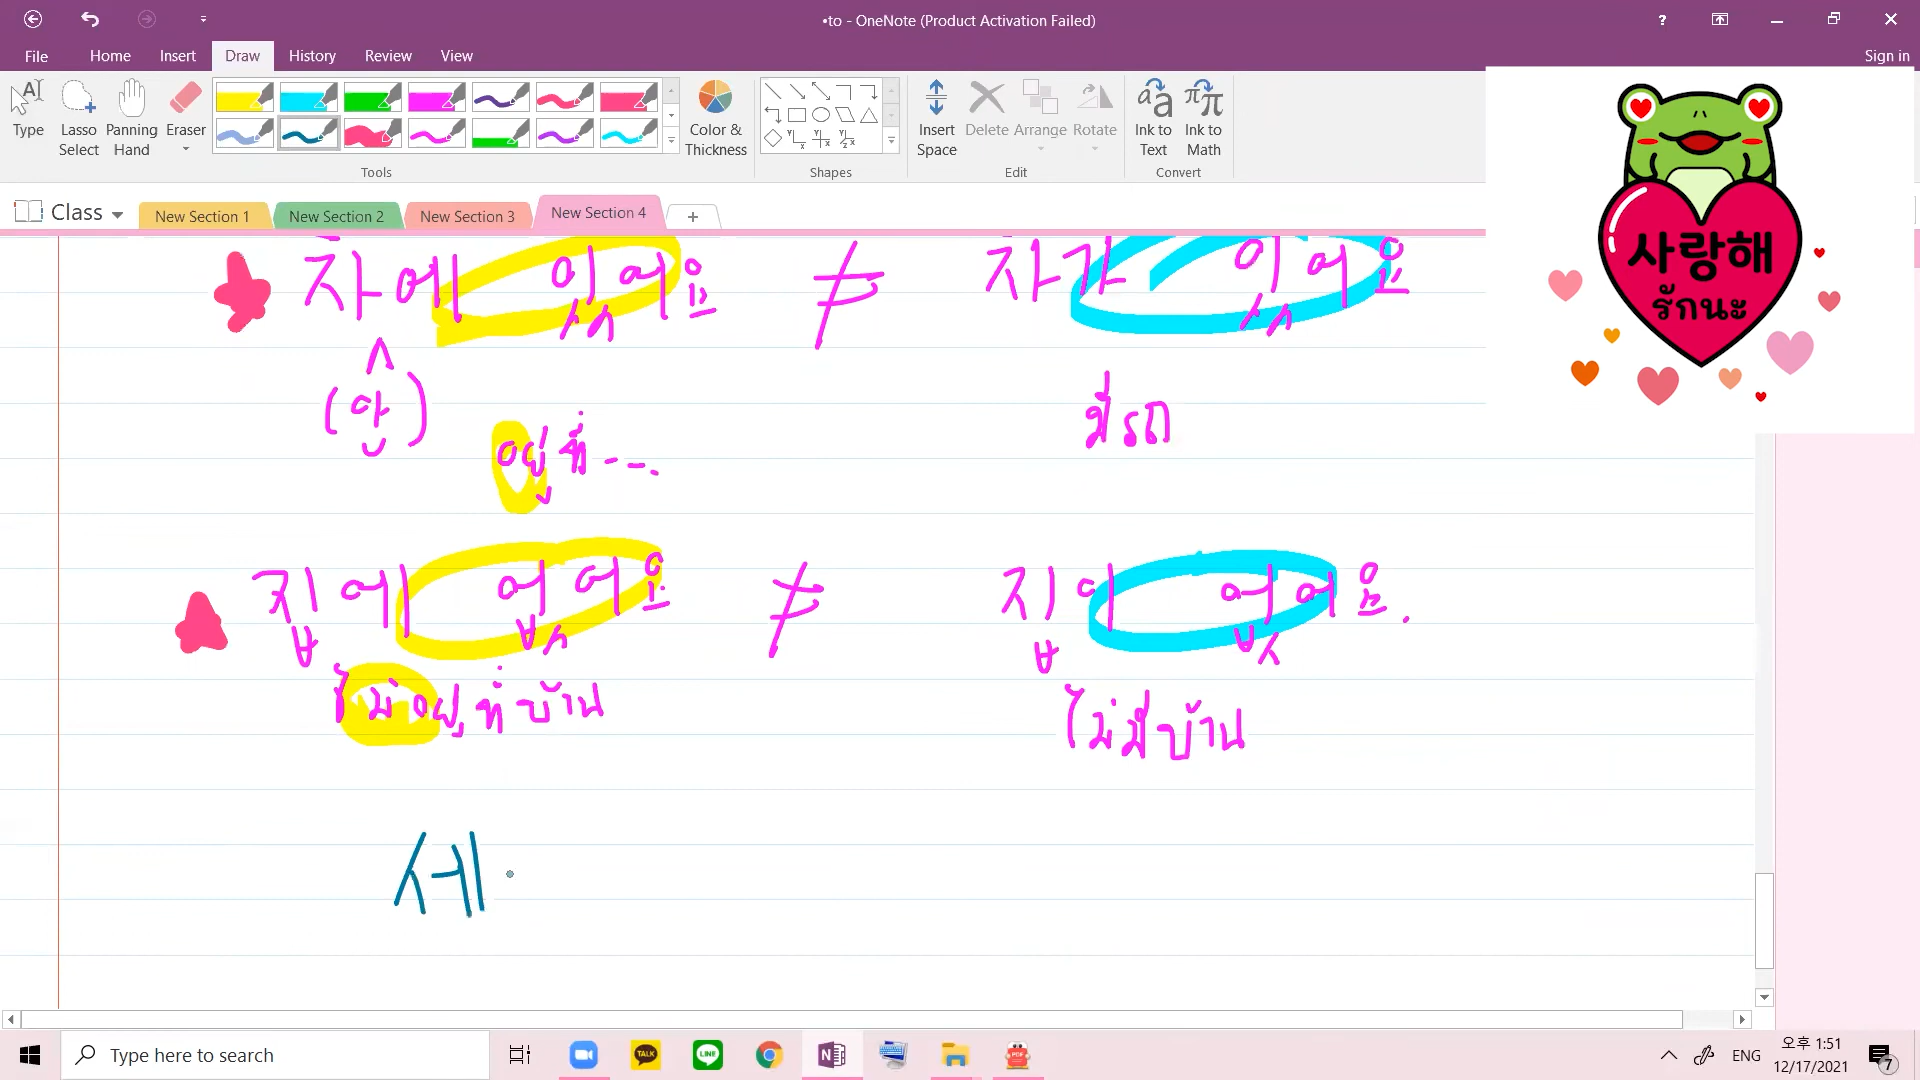 •to - OneNote (Product Activation Failed)
File Home Insert Draw History Review View Sign in
Type Lasso Select Panning Hand Eraser Color & Thickness Insert Space Delete Arrange Rotate Ink to Text Ink to Math
Tools Shapes Edit Convert
Class New Section 1 New Section 2 New Section 3 New Section 4
사랑해
รักนะ
차에 있어요 ≠ 차가 있어요
(안)
อยู่ที่ --- มีรถ
집에 없어요 ≠ 집이 없어요.
ไม่อยู่ที่บ้าน ไม่มีบ้าน
세
Type here to search TALK LINE PDF ENG 오후 1:51
12/17/2021 7